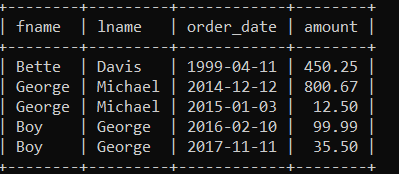 +--------+---------+------------+--------+
| fname  | lname   | order_date | amount |
+--------+---------+------------+--------+
| Bette  | Davis   | 1999-04-11 | 450.25 |
| George | Michael | 2014-12-12 | 800.67 |
| George | Michael | 2015-01-03 |  12.50 |
| Boy    | George  | 2016-02-10 |  99.99 |
| Boy    | George  | 2017-11-11 |  35.50 |
+--------+---------+------------+--------+